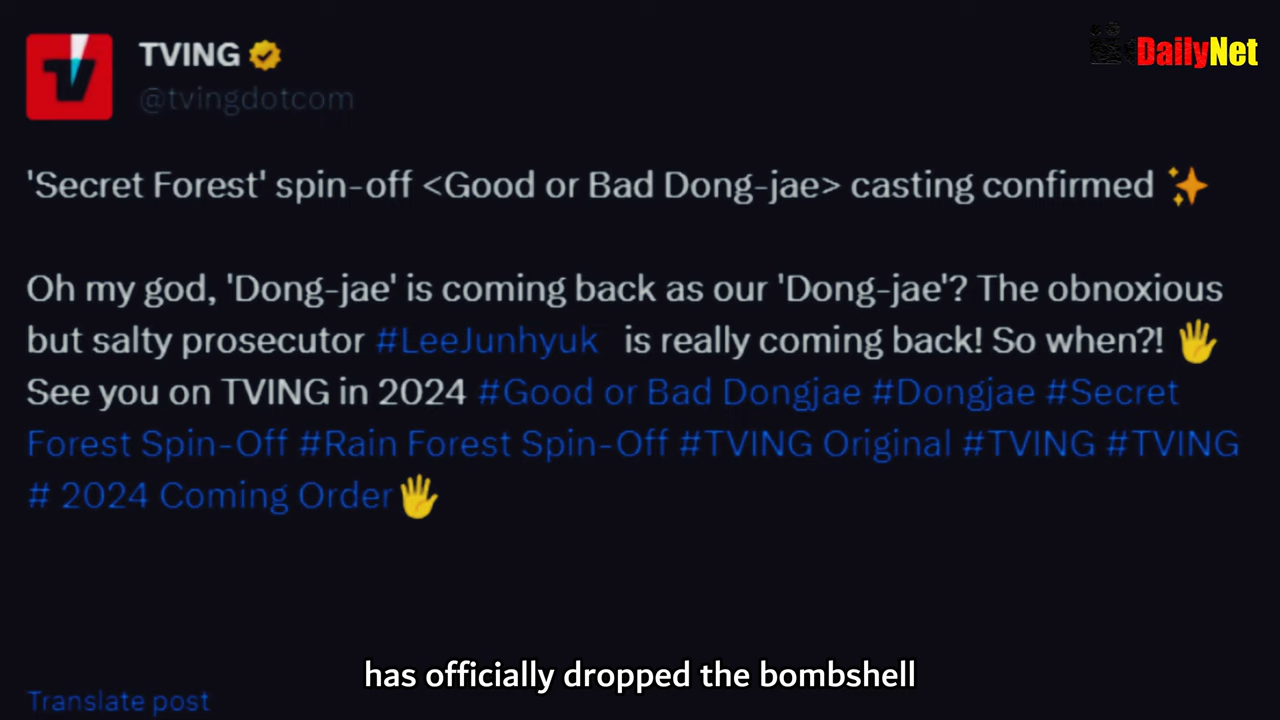 TVING
@tvingdotcom
DailyNet
'Secret Forest' spin-off <Good or Bad Dong-jae> casting confirmed ✨
Oh my god, 'Dong-jae' is coming back as our 'Dong-jae'? The obnoxious
but salty prosecutor #LeeJunhyuk is really coming back! So when?! 🖐
See you on TVING in 2024 #Good or Bad Dongjae #Dongjae #Secret
Forest Spin-Off #Rain Forest Spin-Off #TVING Original #TVING #TVING
# 2024 Coming Order🖐
has officially dropped the bombshell
Translate post